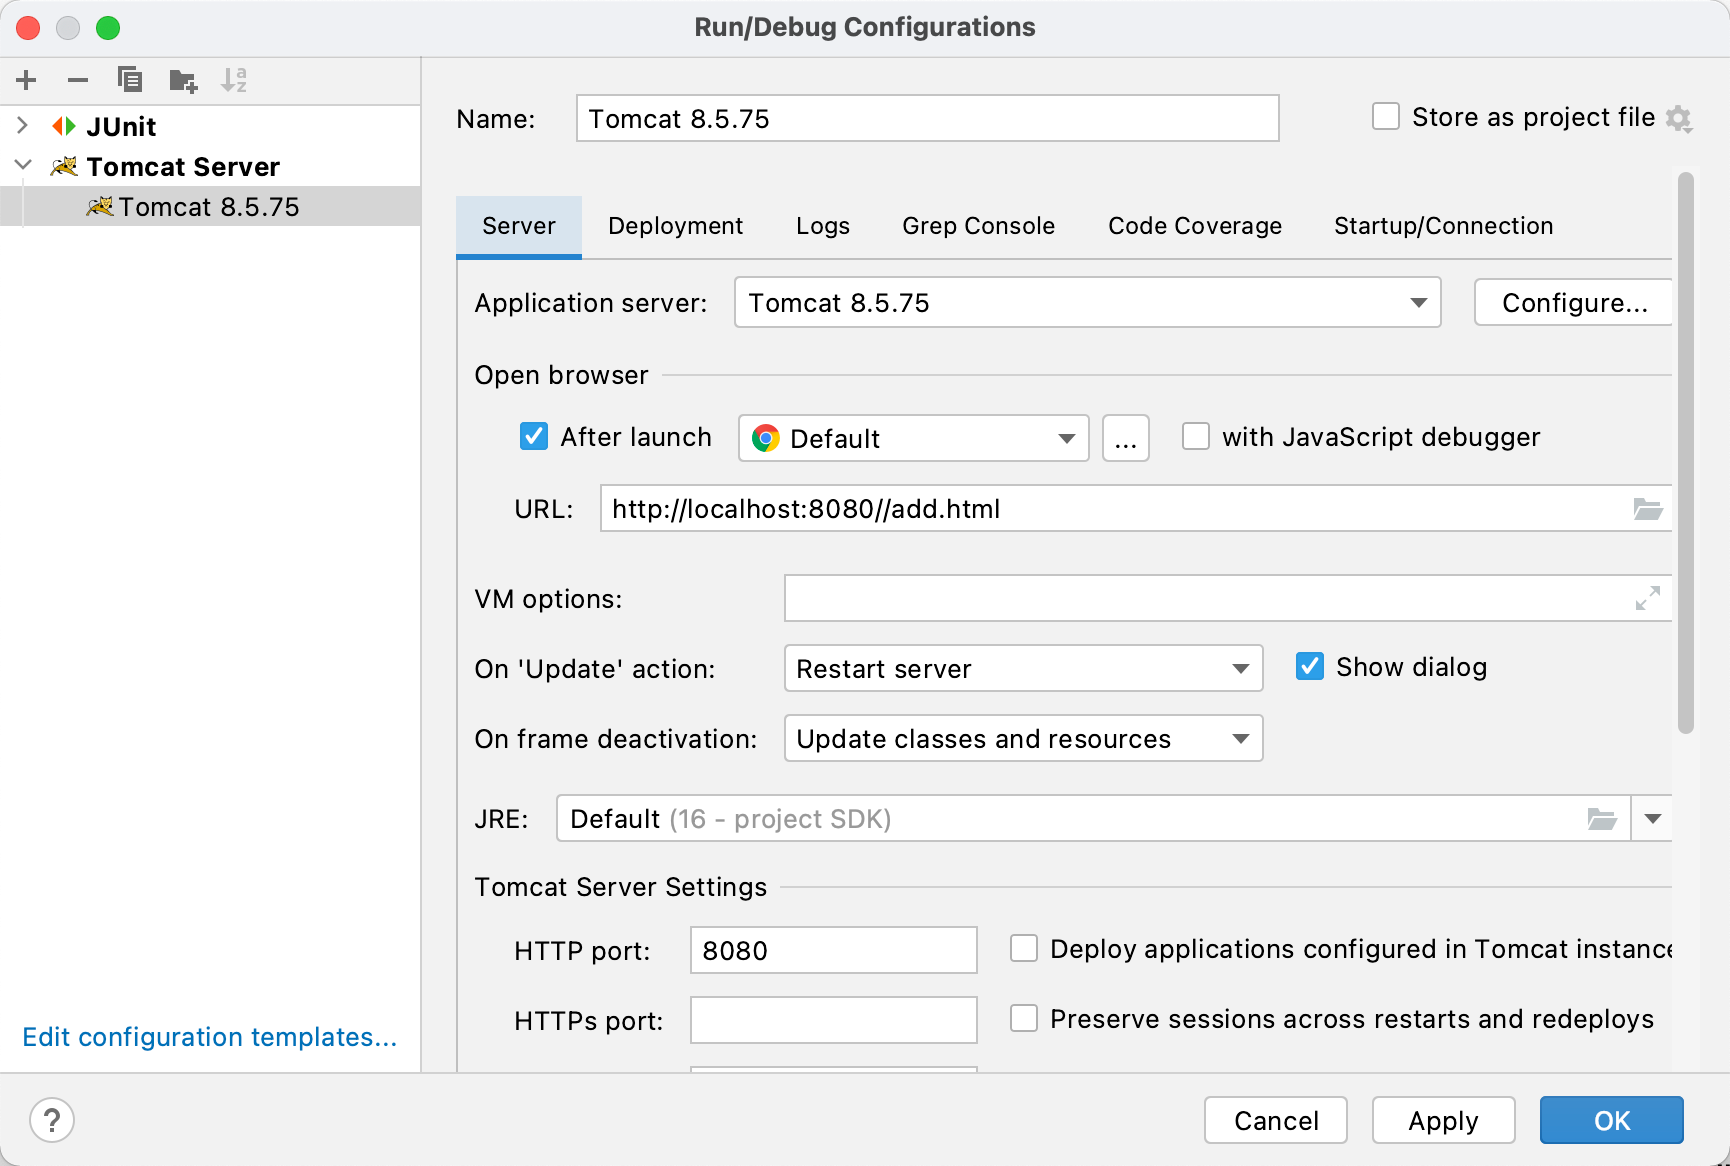 Run/Debug Configurations
JUnit
Tomcat Server
Tomcat 8.5.75
Edit configuration templates...
Name: Tomcat 8.5.75 Store as project file
Server Deployment Logs Grep Console Code Coverage Startup/Connection
Application server: Tomcat 8.5.75 Configure...
Open browser
After launch Default ... with JavaScript debugger
URL: http://localhost:8080//add.html
VM options:
On 'Update' action: Restart server Show dialog
On frame deactivation: Update classes and resources
JRE: Default (16 - project SDK)
Tomcat Server Settings
HTTP port: 8080 Deploy applications configured in Tomcat instance
HTTPs port: Preserve sessions across restarts and redeploys
? Cancel Apply OK